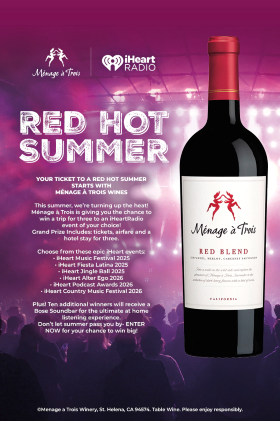 Ménage à Trois
iHeart
RADIO
RED HOT
SUMMER
YOUR TICKET TO A RED HOT SUMMER
STARTS WITH
MÉNAGE À TROIS WINES
This summer, we're turning up the heat!
Ménage à Trois is giving you the chance to
win a trip for three to an iHeartRadio
event of your choice!
Grand Prize Includes: tickets, airfare and a
hotel stay for three.
Choose from these epic iHeart events:
• iHeart Music Festival 2025
• iHeart Fiesta Latina 2025
• iHeart Jingle Ball 2025
• iHeart Alter Ego 2026
• iHeart Podcast Awards 2026
• iHeart Country Music Festival 2026
Plus! Ten additional winners will receive a
Bose Soundbar for the ultimate at home
listening experience.
Don't let summer pass you by- ENTER
NOW for your chance to win big!
Ménage à Trois
RED BLEND
ZINFANDEL, MERLOT, CABERNET SAUVIGNON
CALIFORNIA
©Menage a Trois Winery, St. Helena, CA 94574. Table Wine. Please enjoy responsibly.